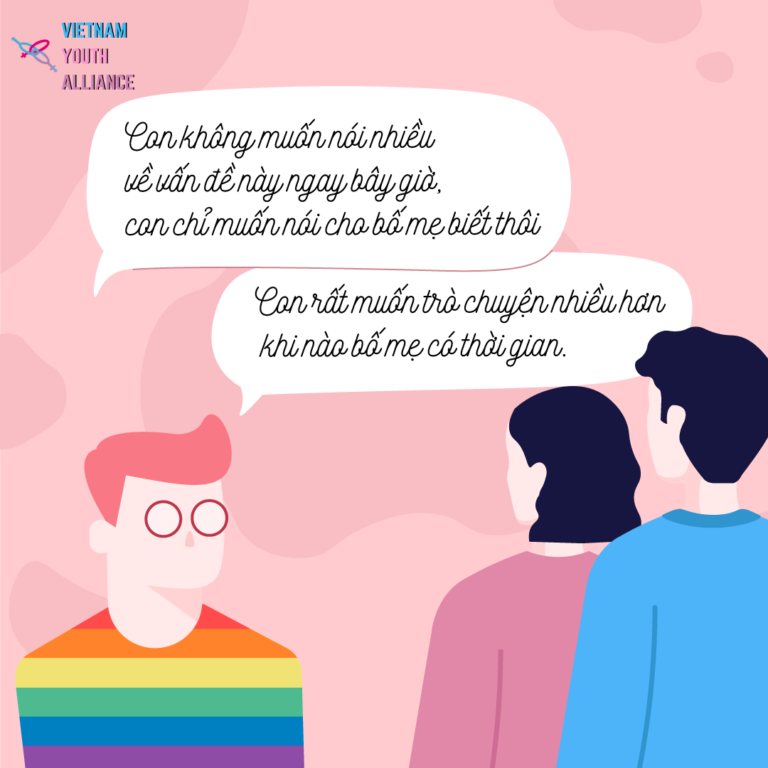 VIETNAM
YOUTH
ALLIANCE
Con không muốn nói nhiều
về vấn đề này ngay bây giờ,
con chỉ muốn nói cho bố mẹ biết thôi
Con rất muốn trò chuyện nhiều hơn
khi nào bố mẹ có thời gian.